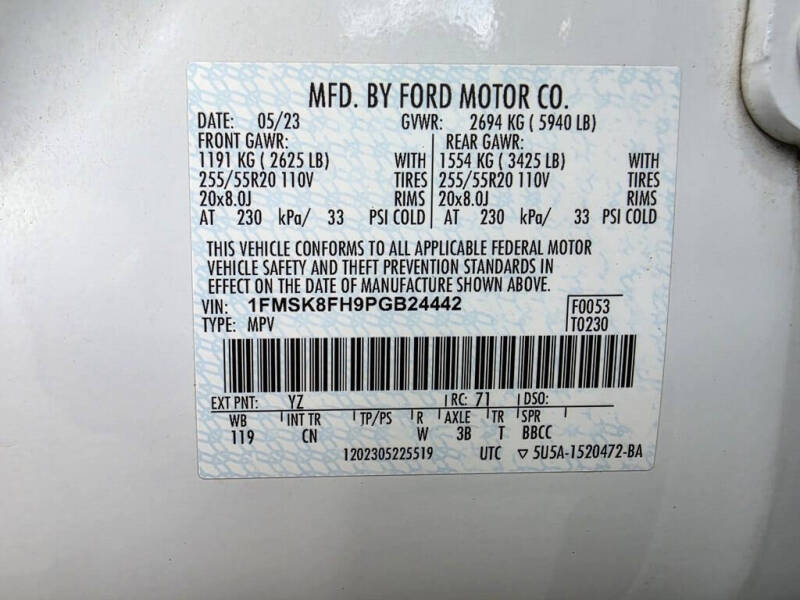 MFD. BY FORD MOTOR CO.
DATE: 05/23 GVWR: 2694 KG ( 5940 LB)
FRONT GAWR: REAR GAWR:
1191 KG ( 2625 LB) WITH 1554 KG ( 3425 LB) WITH
255/55R20 110V TIRES 255/55R20 110V TIRES
20x8.0J RIMS 20x8.0J RIMS
AT 230 kPa/ 33 PSI COLD AT 230 kPa/ 33 PSI COLD
THIS VEHICLE CONFORMS TO ALL APPLICABLE FEDERAL MOTOR
VEHICLE SAFETY AND THEFT PREVENTION STANDARDS IN
EFFECT ON THE DATE OF MANUFACTURE SHOWN ABOVE.
VIN: 1FMSK8FH9PGB24442 F0053
TYPE: MPV T0230
EXT PNT: YZ RC: 71 DSO:
WB INT TR TP/PS R AXLE TR SPR
119 CN W 3B T BBCC
1202305225519 UTC ▽ 5U5A-1520472-BA